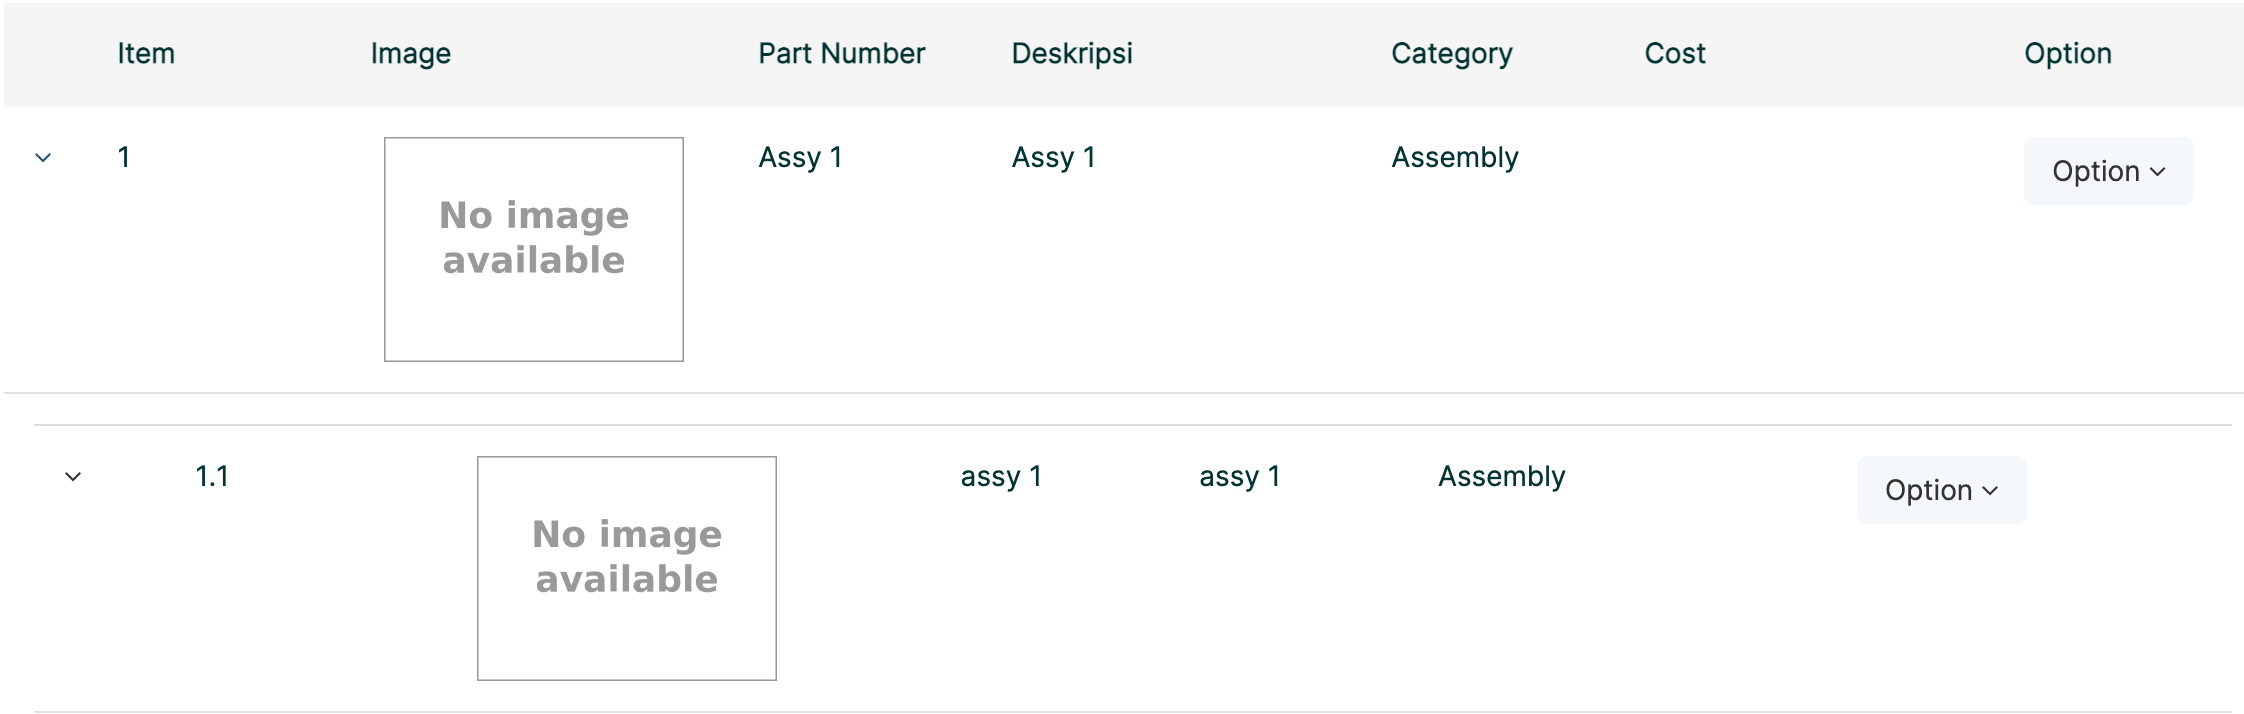 Item Image Part Number Deskripsi Category Cost Option
1 No image available Assy 1 Assy 1 Assembly Option
1.1 No image available assy 1 assy 1 Assembly Option